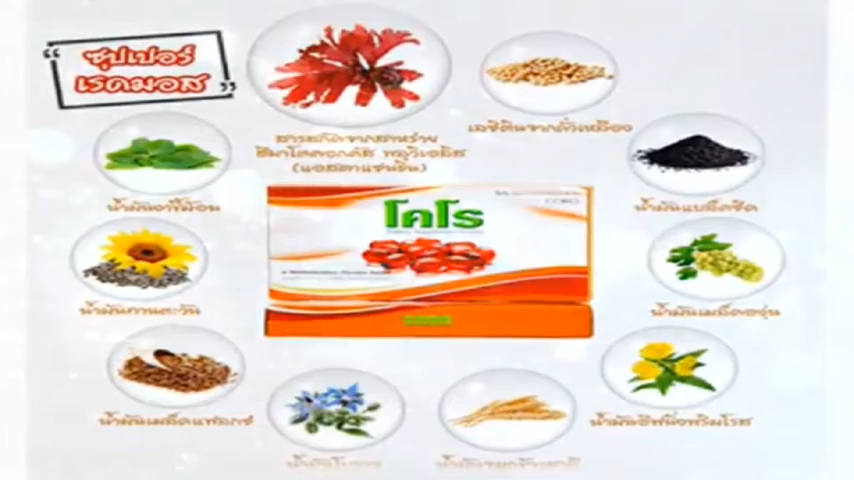 ซุปเปอร์
เรดมอส
สารสกัดจากสาหร่าย
ฮีมาโตคอกคัส พลูวิเอลิส
(แอสตาแซนธิน)
เลซิตินจากถั่วเหลือง
น้ำมันงาขี้ม้อน
น้ำมันแบล็คซีด
โคโร
CORO
น้ำมันทานตะวัน
น้ำมันเมล็ดองุ่น
น้ำมันเมล็ดแฟลกซ์
น้ำมันอีฟนิ่งพริมโรส